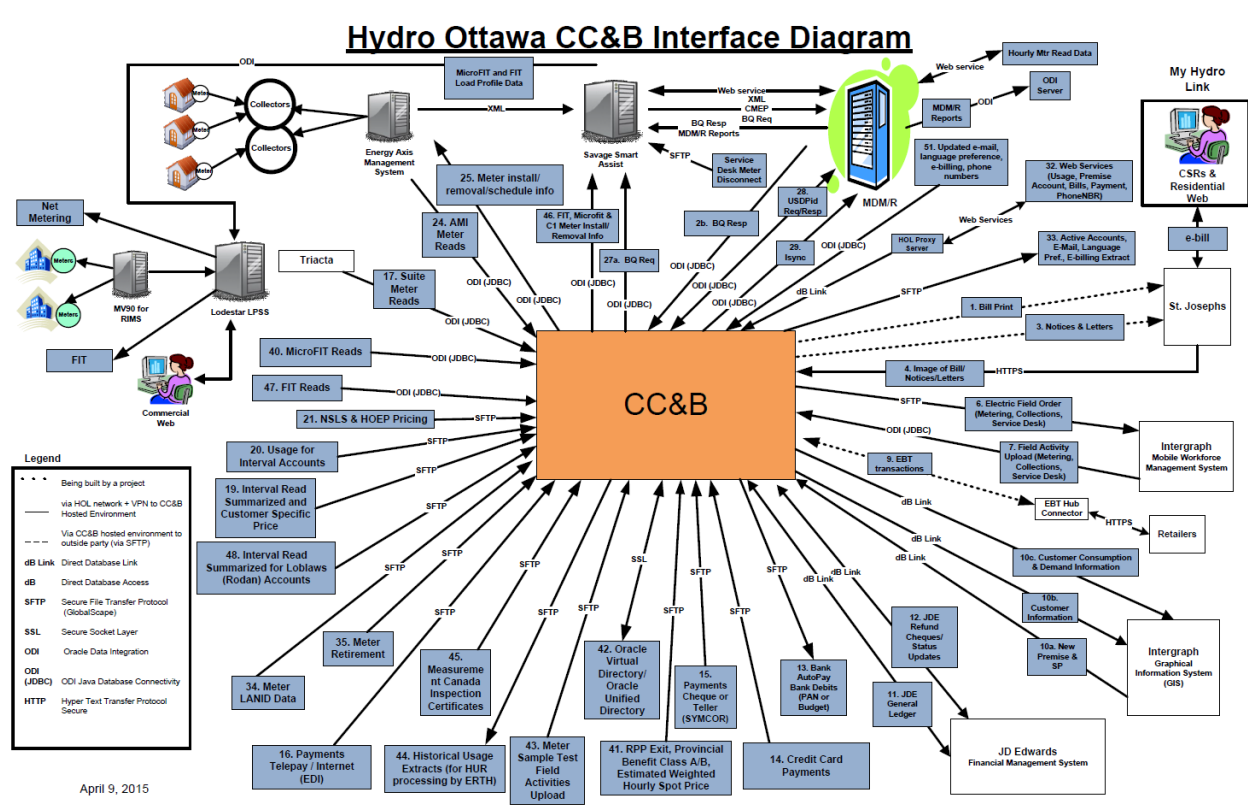 Hydro Ottawa CC&B Interface Diagram
ODI
MicroFIT and FIT
Load Profile Data
Web service
Hourly Mtr Read Data
My Hydro
Link
ODI
Server
ODI
MDM/R
Reports
Meter
Meter
Meter
Collectors
Collectors
XML
Web service
XML
CMEP
BQ Req
BQ Resp
MDM/R Reports
Energy Axis
Management
System
Savage Smart
Assist
SFTP
Service
Desk Meter
Disconnect
MDM/R
51. Updated e-mail,
language preference,
e-billing, phone
numbers
32. Web Services
(Usage, Premise
Account, Bills, Payment,
PhoneNBR)
CSRs &
Residential
Web
25. Meter install/
removal/schedule info
24. AMI
Meter
Reads
46. FIT, Microfit &
C1 Meter Install/
Removal Info
27a. BQ Req
2b. BQ Resp
28.
USDPid
Req/Resp
29.
Isync
Web Services
HOL Proxy
Server
33. Active Accounts,
E-Mail, Language
Pref., E-billing Extract
e-bill
Net
Metering
Meters
Meters
MV90 for
RIMS
Lodestar LPSS
Triacta
17. Suite
Meter
Reads
ODI (JDBC)
ODI (JDBC)
ODI (JDBC)
ODI (JDBC)
ODI (JDBC)
ODI (JDBC)
ODI (JDBC)
ODI (JDBC)
ODI (JDBC)
dB Link
SFTP
1. Bill Print
3. Notices & Letters
St. Josephs
FIT
Commercial
Web
40. MicroFIT Reads
ODI (JDBC)
47. FIT Reads
ODI (JDBC)
21. NSLS & HOEP Pricing
SFTP
20. Usage for
Interval Accounts
SFTP
19. Interval Read
Summarized and
Customer Specific
Price
SFTP
48. Interval Read
Summarized for Loblaws
(Rodan) Accounts
SFTP
CC&B
4. Image of Bill/
Notices/Letters
HTTPS
SFTP
6. Electric Field Order
(Metering, Collections,
Service Desk)
ODI (JDBC)
7. Field Activity
Upload (Metering,
Collections,
Service Desk)
Intergraph
Mobile Workforce
Management System
9. EBT
transactions
EBT Hub
Connector
HTTPS
Retailers
dB Link
dB Link
dB Link
10c. Customer Consumption
& Demand Information
10b.
Customer
Information
10a. New
Premise &
SP
Intergraph
Graphical
Information System
(GIS)
Legend
Being built by a project
via HOL network + VPN to CC&B
Hosted Environment
Via CC&B hosted environment to
outside party (via SFTP)
dB Link Direct Database Link
dB Direct Database Access
SFTP Secure File Transfer Protocol
(GlobalScape)
SSL Secure Socket Layer
ODI Oracle Data Integration
ODI
(JDBC) ODI Java Database Connectivity
HTTP Hyper Text Transfer Protocol
Secure
SFTP
SFTP
SFTP
SFTP
SFTP
SSL
SFTP
SFTP
SFTP
SFTP
dB Link
dB Link
35. Meter
Retirement
34. Meter
LANID Data
45.
Measureme
nt Canada
Inspection
Certificates
42. Oracle
Virtual
Directory/
Oracle
Unified
Directory
15.
Payments
Cheque or
Teller
(SYMCOR)
13. Bank
AutoPay
Bank Debits
(PAN or
Budget)
12. JDE
Refund
Cheques/
Status
Updates
11. JDE
General
Ledger
16. Payments
Telepay / Internet
(EDI)
44. Historical Usage
Extracts (for HUR
processing by ERTH)
43. Meter
Sample Test
Field
Activities
Upload
41. RPP Exit, Provincial
Benefit Class A/B,
Estimated Weighted
Hourly Spot Price
14. Credit Card
Payments
JD Edwards
Financial Management System
April 9, 2015